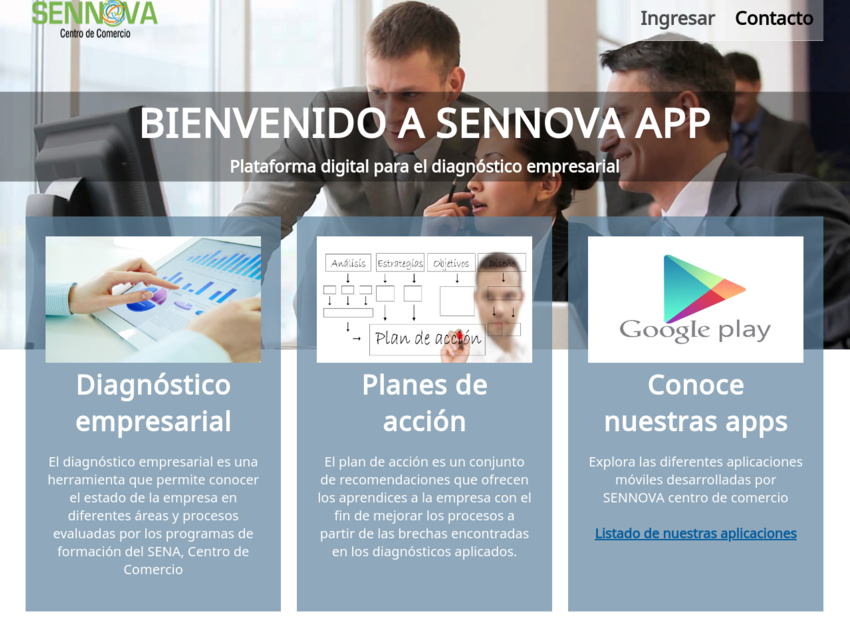 SENNOVA
Centro de Comercio
Ingresar Contacto
BIENVENIDO A SENNOVA APP
Plataforma digital para el diagnóstico empresarial
Análisis Estrategias Objetivos Diseño
Plan de acción
Google play
Diagnóstico
empresarial
El diagnóstico empresarial es una
herramienta que permite conocer
el estado de la empresa en
diferentes áreas y procesos
evaluadas por los programas de
formación del SENA, Centro de
Comercio
Planes de
acción
El plan de acción es un conjunto
de recomendaciones que ofrecen
los aprendices a la empresa con el
fin de mejorar los procesos a
partir de las brechas encontradas
en los diagnósticos aplicados.
Conoce
nuestras apps
Explora las diferentes aplicaciones
móviles desarrolladas por
SENNOVA centro de comercio
Listado de nuestras aplicaciones